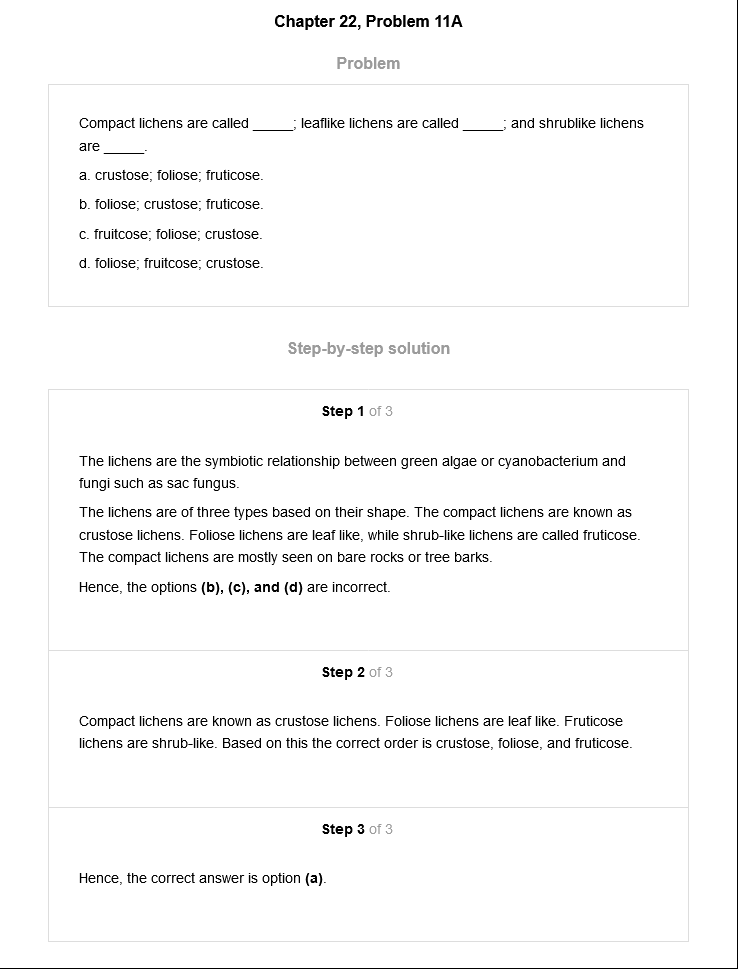 Chapter 22, Problem 11A
Problem
Compact lichens are called _____; leaflike lichens are called _____; and shrublike lichens
are _____.
a. crustose; foliose; fruticose.
b. foliose; crustose; fruticose.
c. fruitcose; foliose; crustose.
d. foliose; fruitcose; crustose.
Step-by-step solution
Step 1 of 3
The lichens are the symbiotic relationship between green algae or cyanobacterium and
fungi such as sac fungus.
The lichens are of three types based on their shape. The compact lichens are known as
crustose lichens. Foliose lichens are leaf like, while shrub-like lichens are called fruticose.
The compact lichens are mostly seen on bare rocks or tree barks.
Hence, the options (b), (c), and (d) are incorrect.
Step 2 of 3
Compact lichens are known as crustose lichens. Foliose lichens are leaf like. Fruticose
lichens are shrub-like. Based on this the correct order is crustose, foliose, and fruticose.
Step 3 of 3
Hence, the correct answer is option (a).